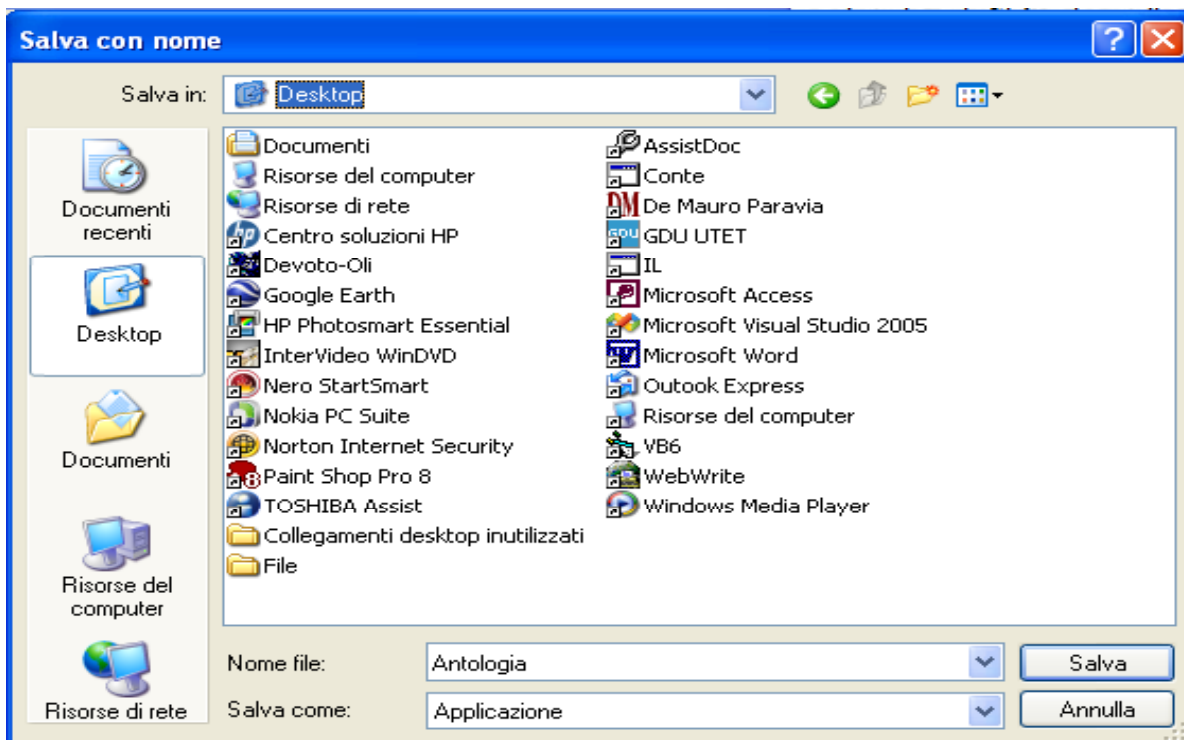 Salva con nome
Salva in:
Desktop
Documenti recenti
Desktop
Documenti
Risorse del computer
Risorse di rete
Documenti
Risorse del computer
Risorse di rete
Centro soluzioni HP
Devoto-Oli
Google Earth
HP Photosmart Essential
InterVideo WinDVD
Nero StartSmart
Nokia PC Suite
Norton Internet Security
Paint Shop Pro 8
TOSHIBA Assist
Collegamenti desktop inutilizzati
File
AssistDoc
Conte
De Mauro Paravia
GDU UTET
IL
Microsoft Access
Microsoft Visual Studio 2005
Microsoft Word
Outook Express
Risorse del computer
VB6
WebWrite
Windows Media Player
Nome file:
Antologia
Salva
Salva come:
Applicazione
Annulla